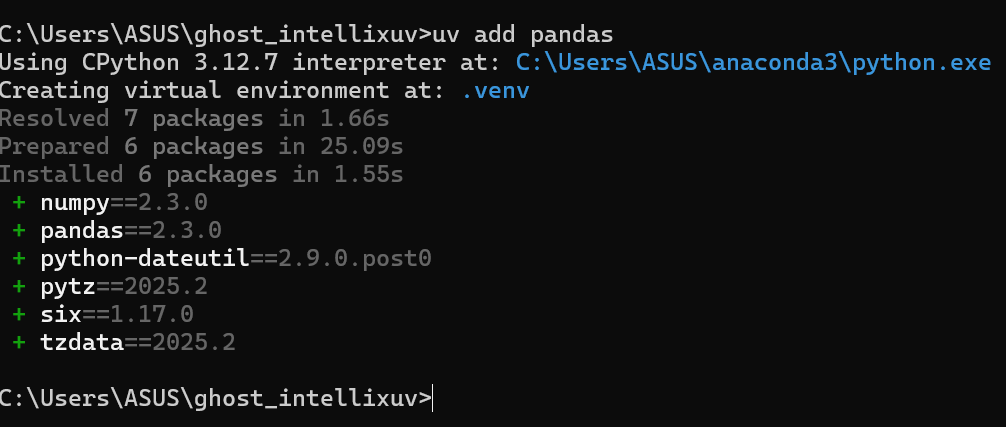 C:\Users\ASUS\ghost_intellixuv>uv add pandas
Using CPython 3.12.7 interpreter at: C:\Users\ASUS\anaconda3\python.exe
Creating virtual environment at: .venv
Resolved 7 packages in 1.66s
Prepared 6 packages in 25.09s
Installed 6 packages in 1.55s
+ numpy==2.3.0
+ pandas==2.3.0
+ python-dateutil==2.9.0.post0
+ pytz==2025.2
+ six==1.17.0
+ tzdata==2025.2
C:\Users\ASUS\ghost_intellixuv>